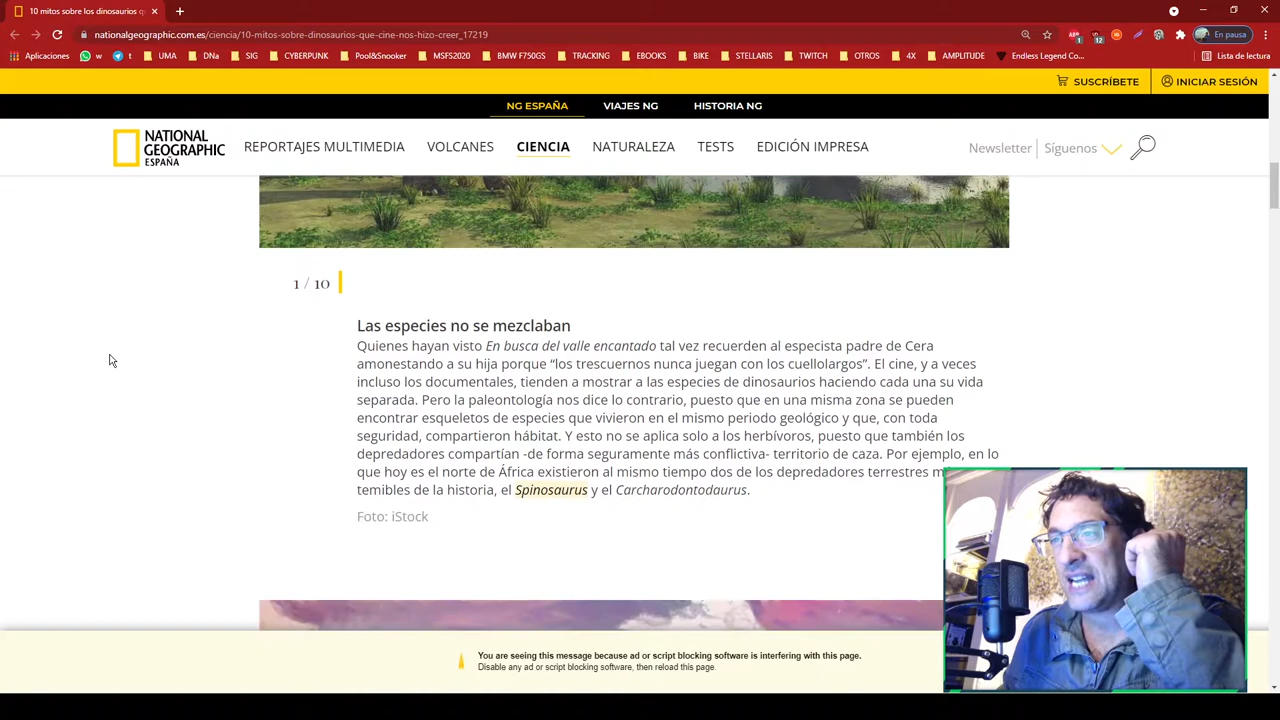 10 mitos sobre los dinosaurios q
nationalgeographic.com.es/ciencia/10-mitos-sobre-dinosaurios-que-cine-nos-hizo-creer_17219
1
12
En pausa
Aplicaciones
w
t
UMA
DNa
SIG
CYBERPUNK
Pool&Snooker
MSFS2020
BMW F750GS
TRACKING
EBOOKS
BIKE
STELLARIS
TWITCH
OTROS
4X
AMPLITUDE
Endless Legend Co...
Lista de lectura
SUSCRÍBETE
INICIAR SESIÓN
NG ESPAÑA
VIAJES NG
HISTORIA NG
NATIONAL
GEOGRAPHIC
ESPAÑA
REPORTAJES MULTIMEDIA
VOLCANES
CIENCIA
NATURALEZA
TESTS
EDICIÓN IMPRESA
Newsletter
Síguenos
1 / 10
Las especies no se mezclaban
Quienes hayan visto En busca del valle encantado tal vez recuerden al especista padre de Cera
amonestando a su hija porque “los trescuernos nunca juegan con los cuellolargos”. El cine, y a veces
incluso los documentales, tienden a mostrar a las especies de dinosaurios haciendo cada una su vida
separada. Pero la paleontología nos dice lo contrario, puesto que en una misma zona se pueden
encontrar esqueletos de especies que vivieron en el mismo periodo geológico y que, con toda
seguridad, compartieron hábitat. Y esto no se aplica solo a los herbívoros, puesto que también los
depredadores compartían -de forma seguramente más conflictiva- territorio de caza. Por ejemplo, en lo
que hoy es el norte de África existieron al mismo tiempo dos de los depredadores terrestres m
temibles de la historia, el Spinosaurus y el Carcharodontodaurus.
Foto: iStock
You are seeing this message because ad or script blocking software is interfering with this page.
Disable any ad or script blocking software, then reload this page.